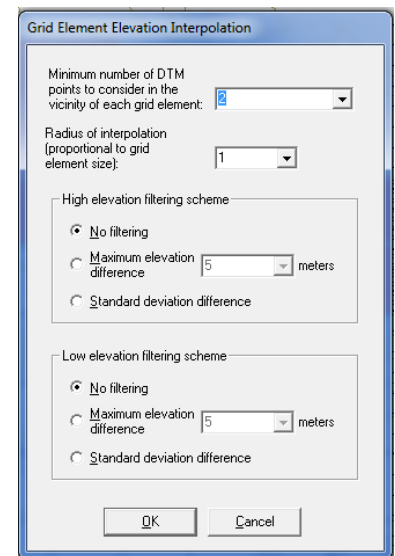 Grid Element Elevation Interpolation
Minimum number of DTM
points to consider in the
vicinity of each grid element:
2
Radius of interpolation
(proportional to grid
element size):
1
High elevation filtering scheme
No filtering
Maximum elevation
difference
5
meters
Standard deviation difference
Low elevation filtering scheme
No filtering
Maximum elevation
difference
5
meters
Standard deviation difference
OK
Cancel